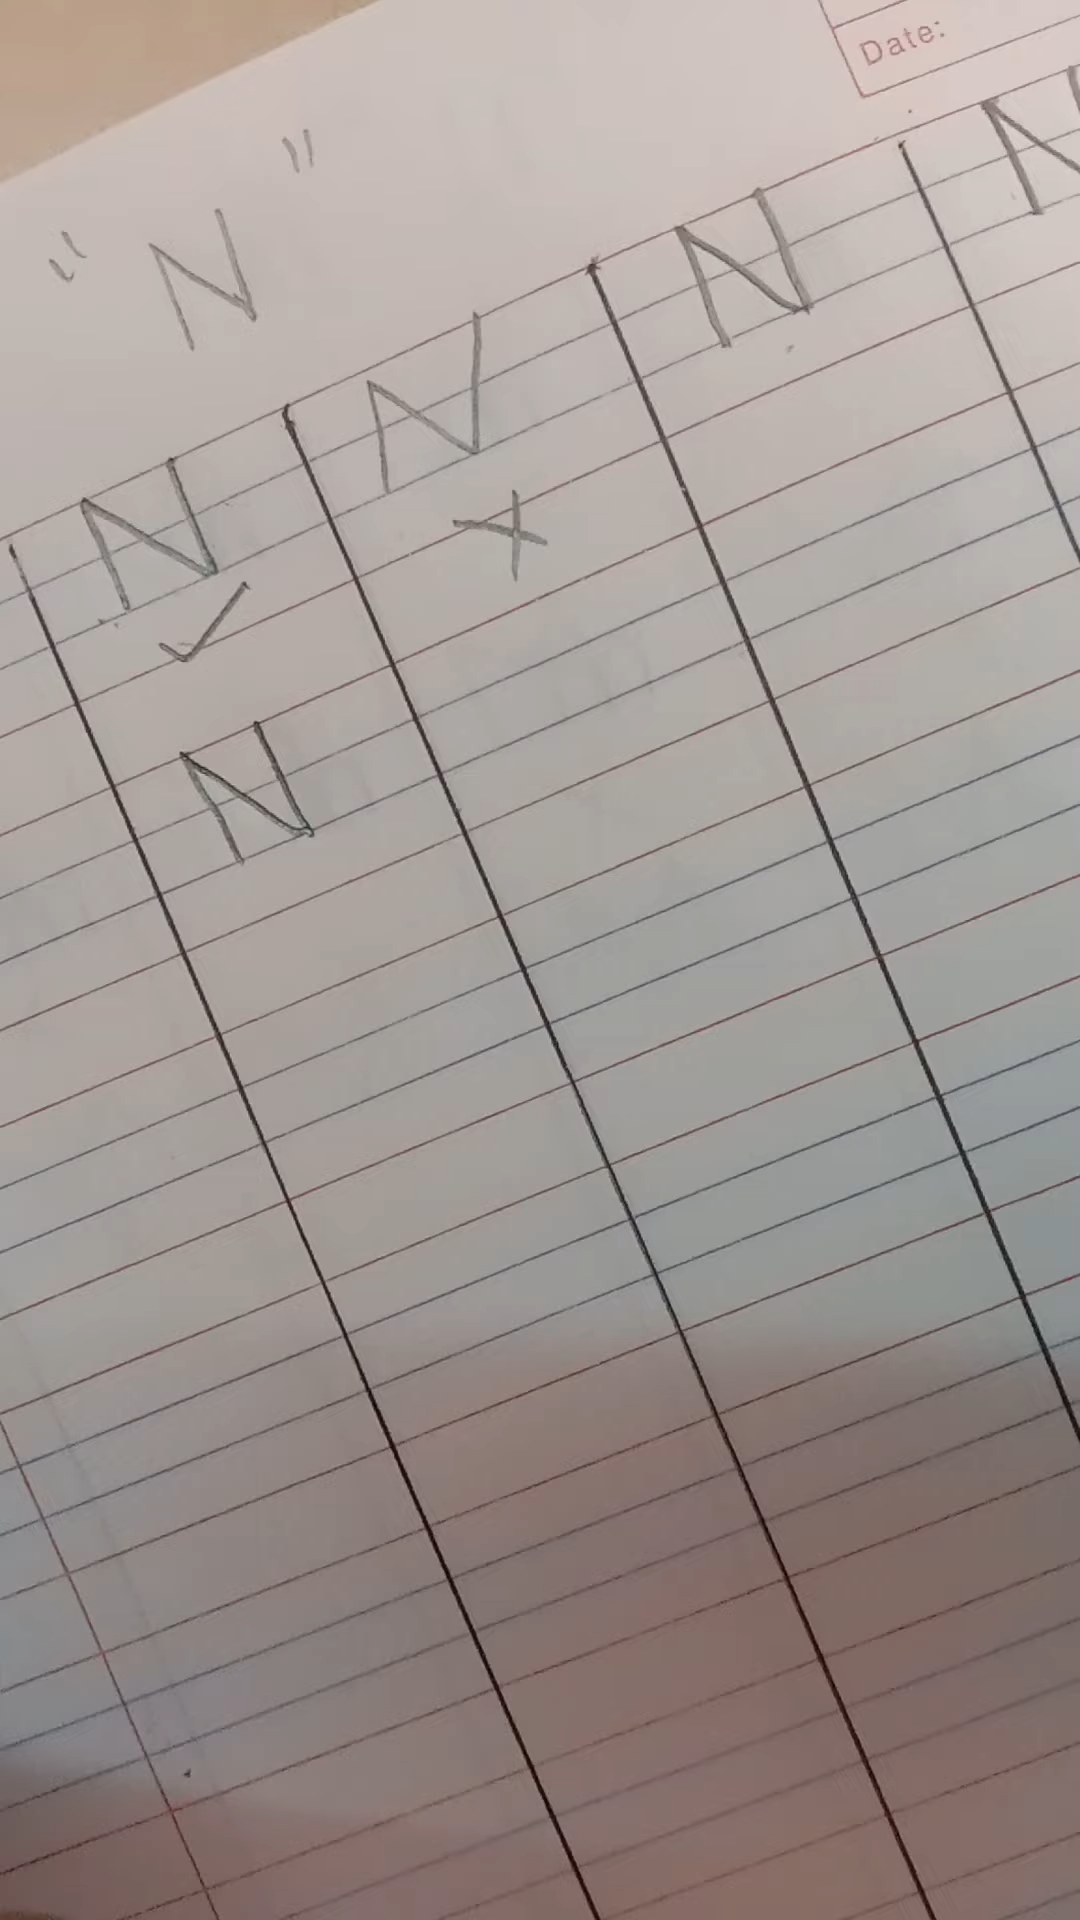 Date:
" N "
N N N N
✓ ✗
N